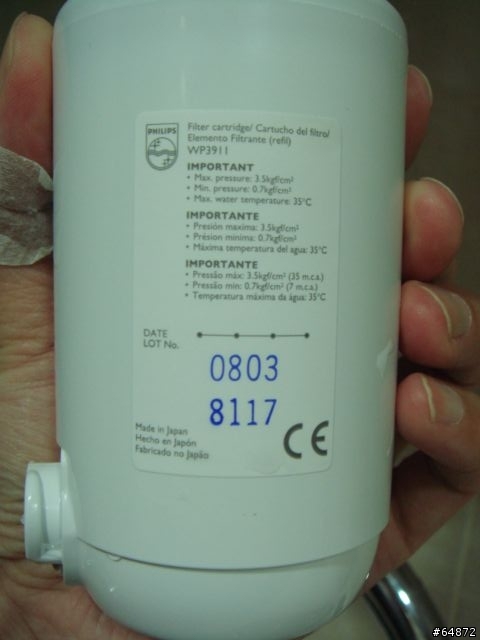 PHILIPS
Filter cartridge/ Cartucho del filtro/
Elemento Filtrante (refil)
WP3911
IMPORTANT
• Max. pressure: 3.5kgf/cm²
• Min. pressure: 0.7kgf/cm²
• Max. water temperature: 35°C
IMPORTANTE
• Presión maxima: 3.5kgf/cm²
• Présion minima: 0.7kgf/cm²
• Máxima temperatura del agua: 35°C
IMPORTANTE
• Pressão máx: 3.5kgf/cm² (35 m.c.a.)
• Pressão min: 0.7kgf/cm² (7 m.c.a.)
• Temperatura máxima da água: 35°C
DATE
LOT No.
0803
8117
Made in Japan
Hecho en Japón
Fabricado no Japão
CE
#64872